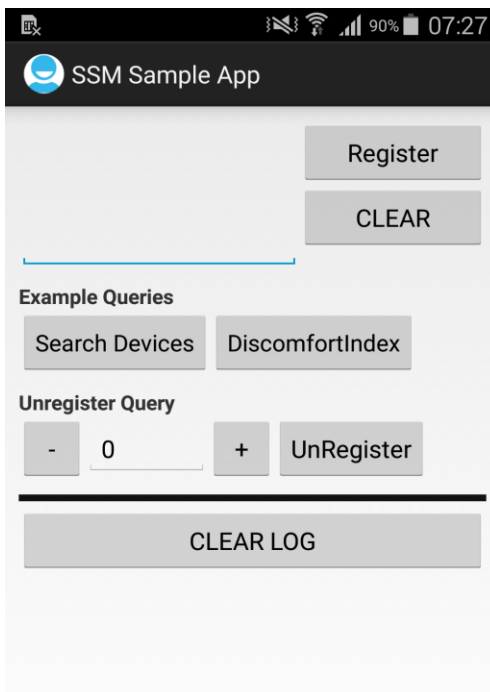 90% 07:27
SSM Sample App
Register
CLEAR
Example Queries
Search Devices DiscomfortIndex
Unregister Query
- 0 + UnRegister
CLEAR LOG